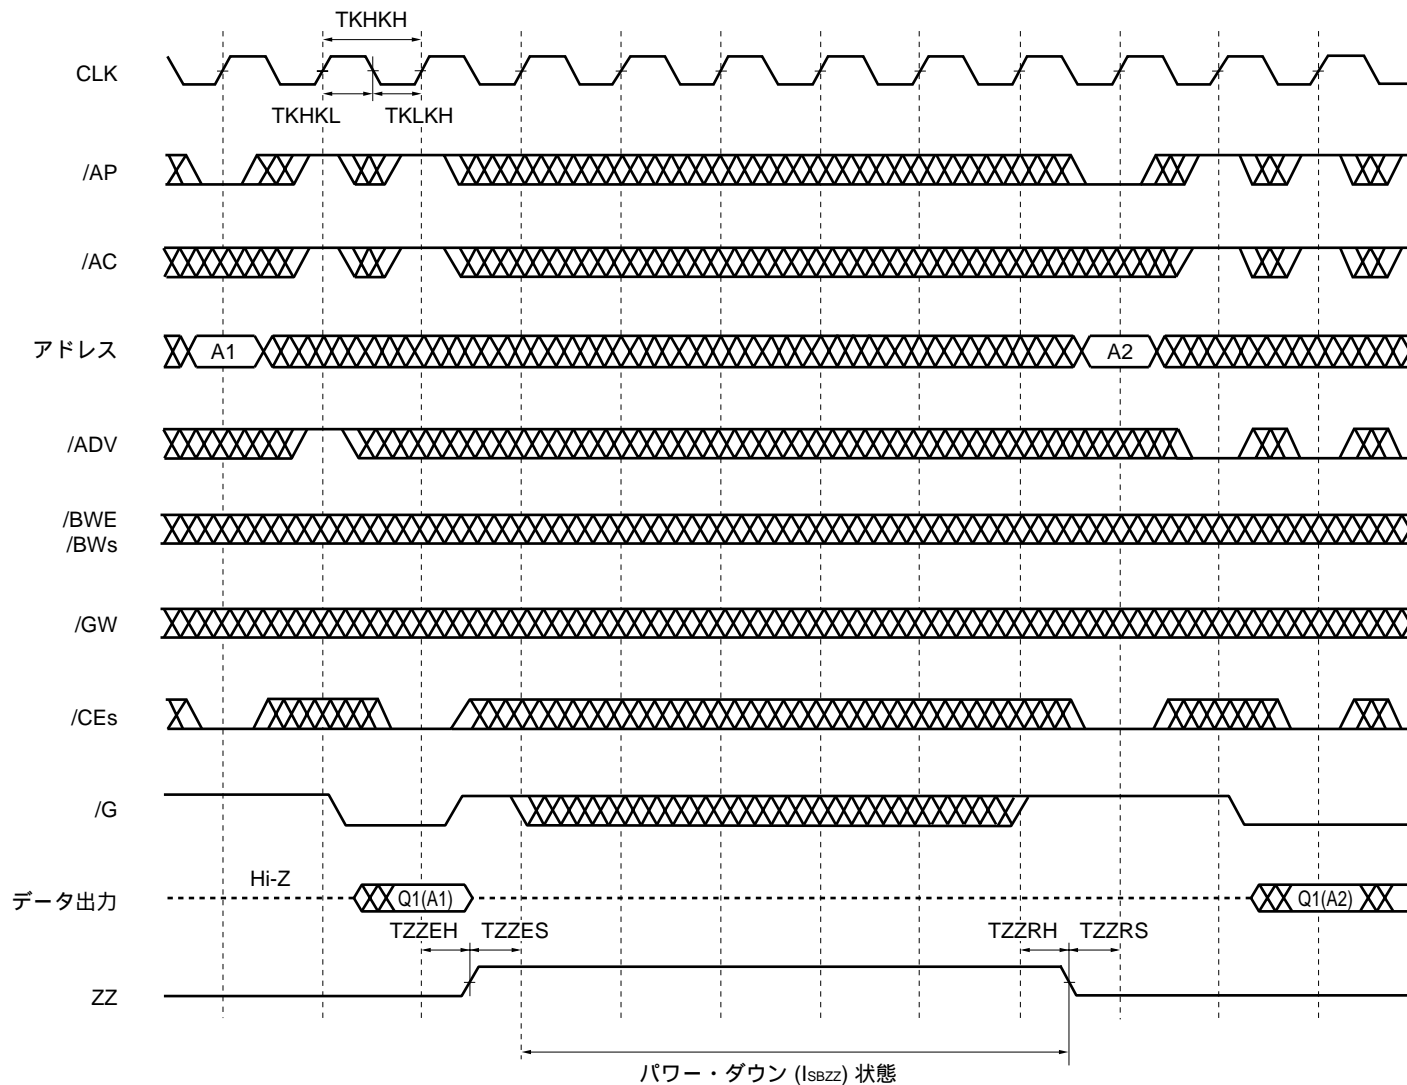 TKHKH
CLK
TKHKL TKLKH
/AP
/AC
アドレス A1 A2
/ADV
/BWE
/BWs
/GW
/CEs
/G
Hi-Z
データ出力 Q1(A1) Q1(A2)
TZZEH TZZES TZZRH TZZRS
ZZ
パワー・ダウン (ISBZZ) 状態